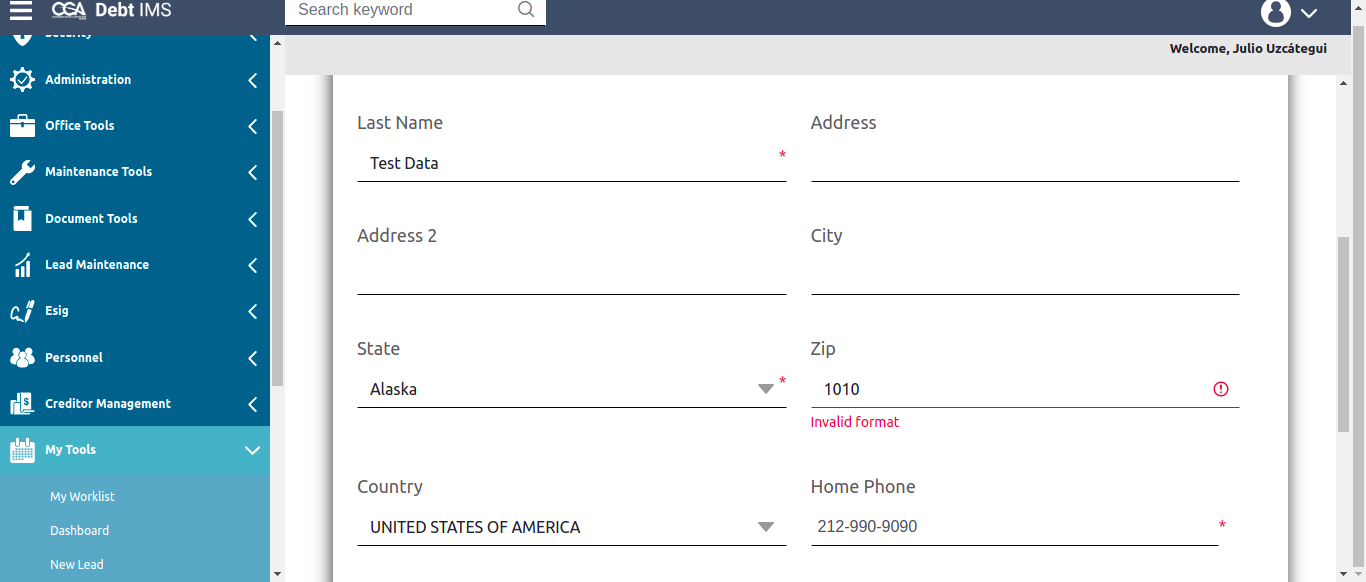 CGA Debt IMS
Search keyword
Welcome, Julio Uzcátegui
Security
Administration
Office Tools
Maintenance Tools
Document Tools
Lead Maintenance
Esig
Personnel
Creditor Management
My Tools
My Worklist
Dashboard
New Lead
Last Name
Test Data *
Address
Address 2
City
State
Alaska *
Zip
1010
Invalid format
Country
UNITED STATES OF AMERICA
Home Phone
212-990-9090 *